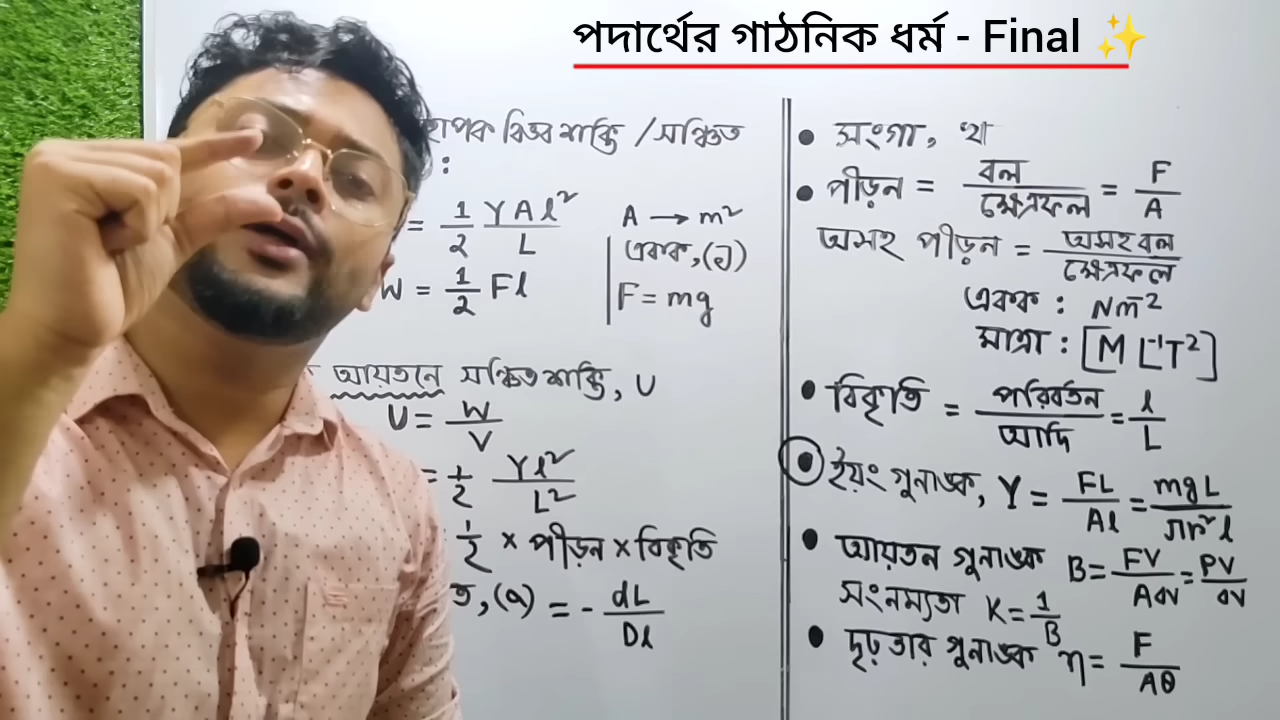 পদার্থের গাঠনিক ধর্ম - Final ✨
বিভব শক্তি / সঞ্চিত
:
= 1/2 YAl²/L
W = 1/2 Fl
A → m²
একক, (J)
F = mg
আয়তনে সঞ্চিত শক্তি, U
U = W/V
= 1/2 Yl²/L²
1/2 × পীড়ন × বিকৃতি
= - dL/Dl
• সংগা, খা
• পীড়ন = বল/ক্ষেত্রফল = F/A
অসহ পীড়ন = অসহ বল/ক্ষেত্রফল
একক : Nm⁻²
মাত্রা : [ML⁻¹T⁻²]
• বিকৃতি = পরিবর্তন/আদি = l/L
• ইয়ং গুনাঙ্ক, Y = FL/Al = mgL/πr²l
• আয়তন গুনাঙ্ক B = FV/AΔV = PV/ΔV
সংনম্যতা K = 1/B
• দৃঢ়তার গুনাঙ্ক η = F/Aθ